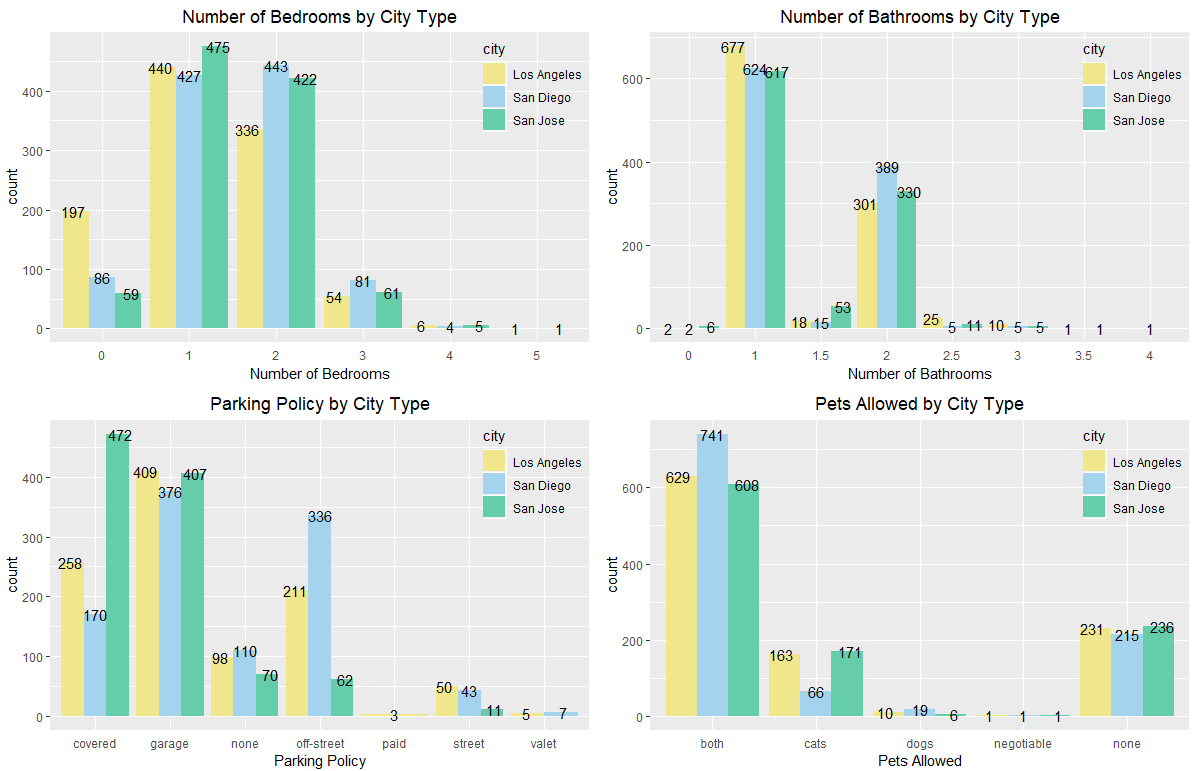 Number of Bedrooms by City Type
count
400
300
200
100
0
197
86
59
440
427
475
336
443
422
54
81
61
6
4
5
1
1
0
1
2
3
4
5
Number of Bedrooms
city
Los Angeles
San Diego
San Jose
Number of Bathrooms by City Type
count
600
400
200
0
2
2
6
677
624
617
18
15
53
301
389
330
25
5
11
10
5
5
1
1
1
0
1
1.5
2
2.5
3
3.5
4
Number of Bathrooms
city
Los Angeles
San Diego
San Jose
Parking Policy by City Type
count
400
300
200
100
0
258
170
472
409
376
407
98
110
70
211
336
62
3
50
43
11
5
7
covered
garage
none
off-street
paid
street
valet
Parking Policy
city
Los Angeles
San Diego
San Jose
Pets Allowed by City Type
count
600
400
200
0
629
741
608
163
66
171
10
19
6
1
1
1
231
215
236
both
cats
dogs
negotiable
none
Pets Allowed
city
Los Angeles
San Diego
San Jose